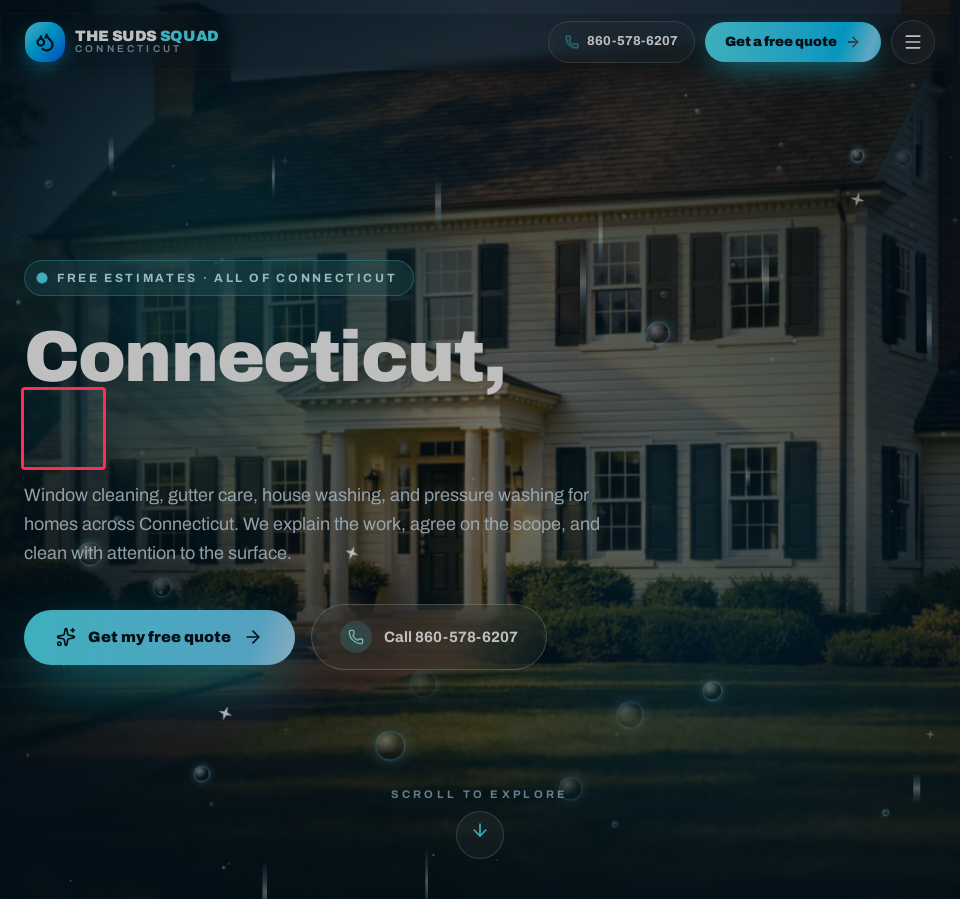 THE SUDS SQUAD
CONNECTICUT
860-578-6207
Get a free quote
FREE ESTIMATES · ALL OF CONNECTICUT
Connecticut,
Window cleaning, gutter care, house washing, and pressure washing for
homes across Connecticut. We explain the work, agree on the scope, and
clean with attention to the surface.
Get my free quote
Call 860-578-6207
SCROLL TO EXPLORE